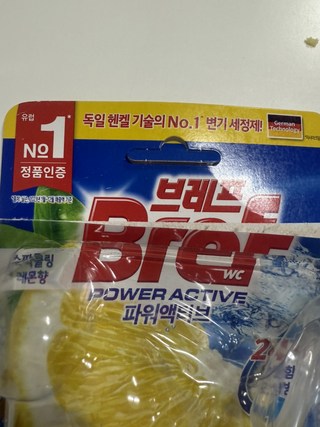 독일 헨켈 기술의 No.1* 변기 세정제!
German
Technology
유럽
No1*
정품인증
브레프
Bref
WC
스파클링
레몬향
POWER ACTIVE
파워액티브